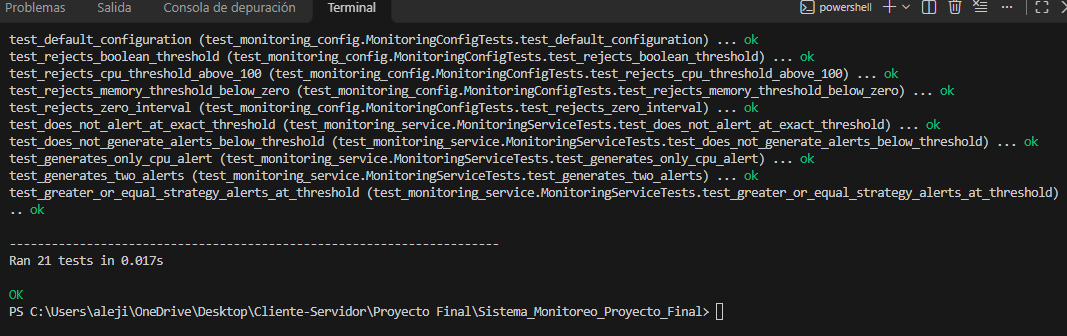 Problemas Salida Consola de depuración Terminal powershell
test_default_configuration (test_monitoring_config.MonitoringConfigTests.test_default_configuration) ... ok
test_rejects_boolean_threshold (test_monitoring_config.MonitoringConfigTests.test_rejects_boolean_threshold) ... ok
test_rejects_cpu_threshold_above_100 (test_monitoring_config.MonitoringConfigTests.test_rejects_cpu_threshold_above_100) ... ok
test_rejects_memory_threshold_below_zero (test_monitoring_config.MonitoringConfigTests.test_rejects_memory_threshold_below_zero) ... ok
test_rejects_zero_interval (test_monitoring_config.MonitoringConfigTests.test_rejects_zero_interval) ... ok
test_does_not_alert_at_exact_threshold (test_monitoring_service.MonitoringServiceTests.test_does_not_alert_at_exact_threshold) ... ok
test_does_not_generate_alerts_below_threshold (test_monitoring_service.MonitoringServiceTests.test_does_not_generate_alerts_below_threshold) ... ok
test_generates_only_cpu_alert (test_monitoring_service.MonitoringServiceTests.test_generates_only_cpu_alert) ... ok
test_generates_two_alerts (test_monitoring_service.MonitoringServiceTests.test_generates_two_alerts) ... ok
test_greater_or_equal_strategy_alerts_at_threshold (test_monitoring_service.MonitoringServiceTests.test_greater_or_equal_strategy_alerts_at_threshold)
.. ok
----------------------------------------------------------------------
Ran 21 tests in 0.017s
OK
PS C:\Users\aleji\OneDrive\Desktop\Cliente-Servidor\Proyecto Final\Sistema_Monitoreo_Proyecto_Final>